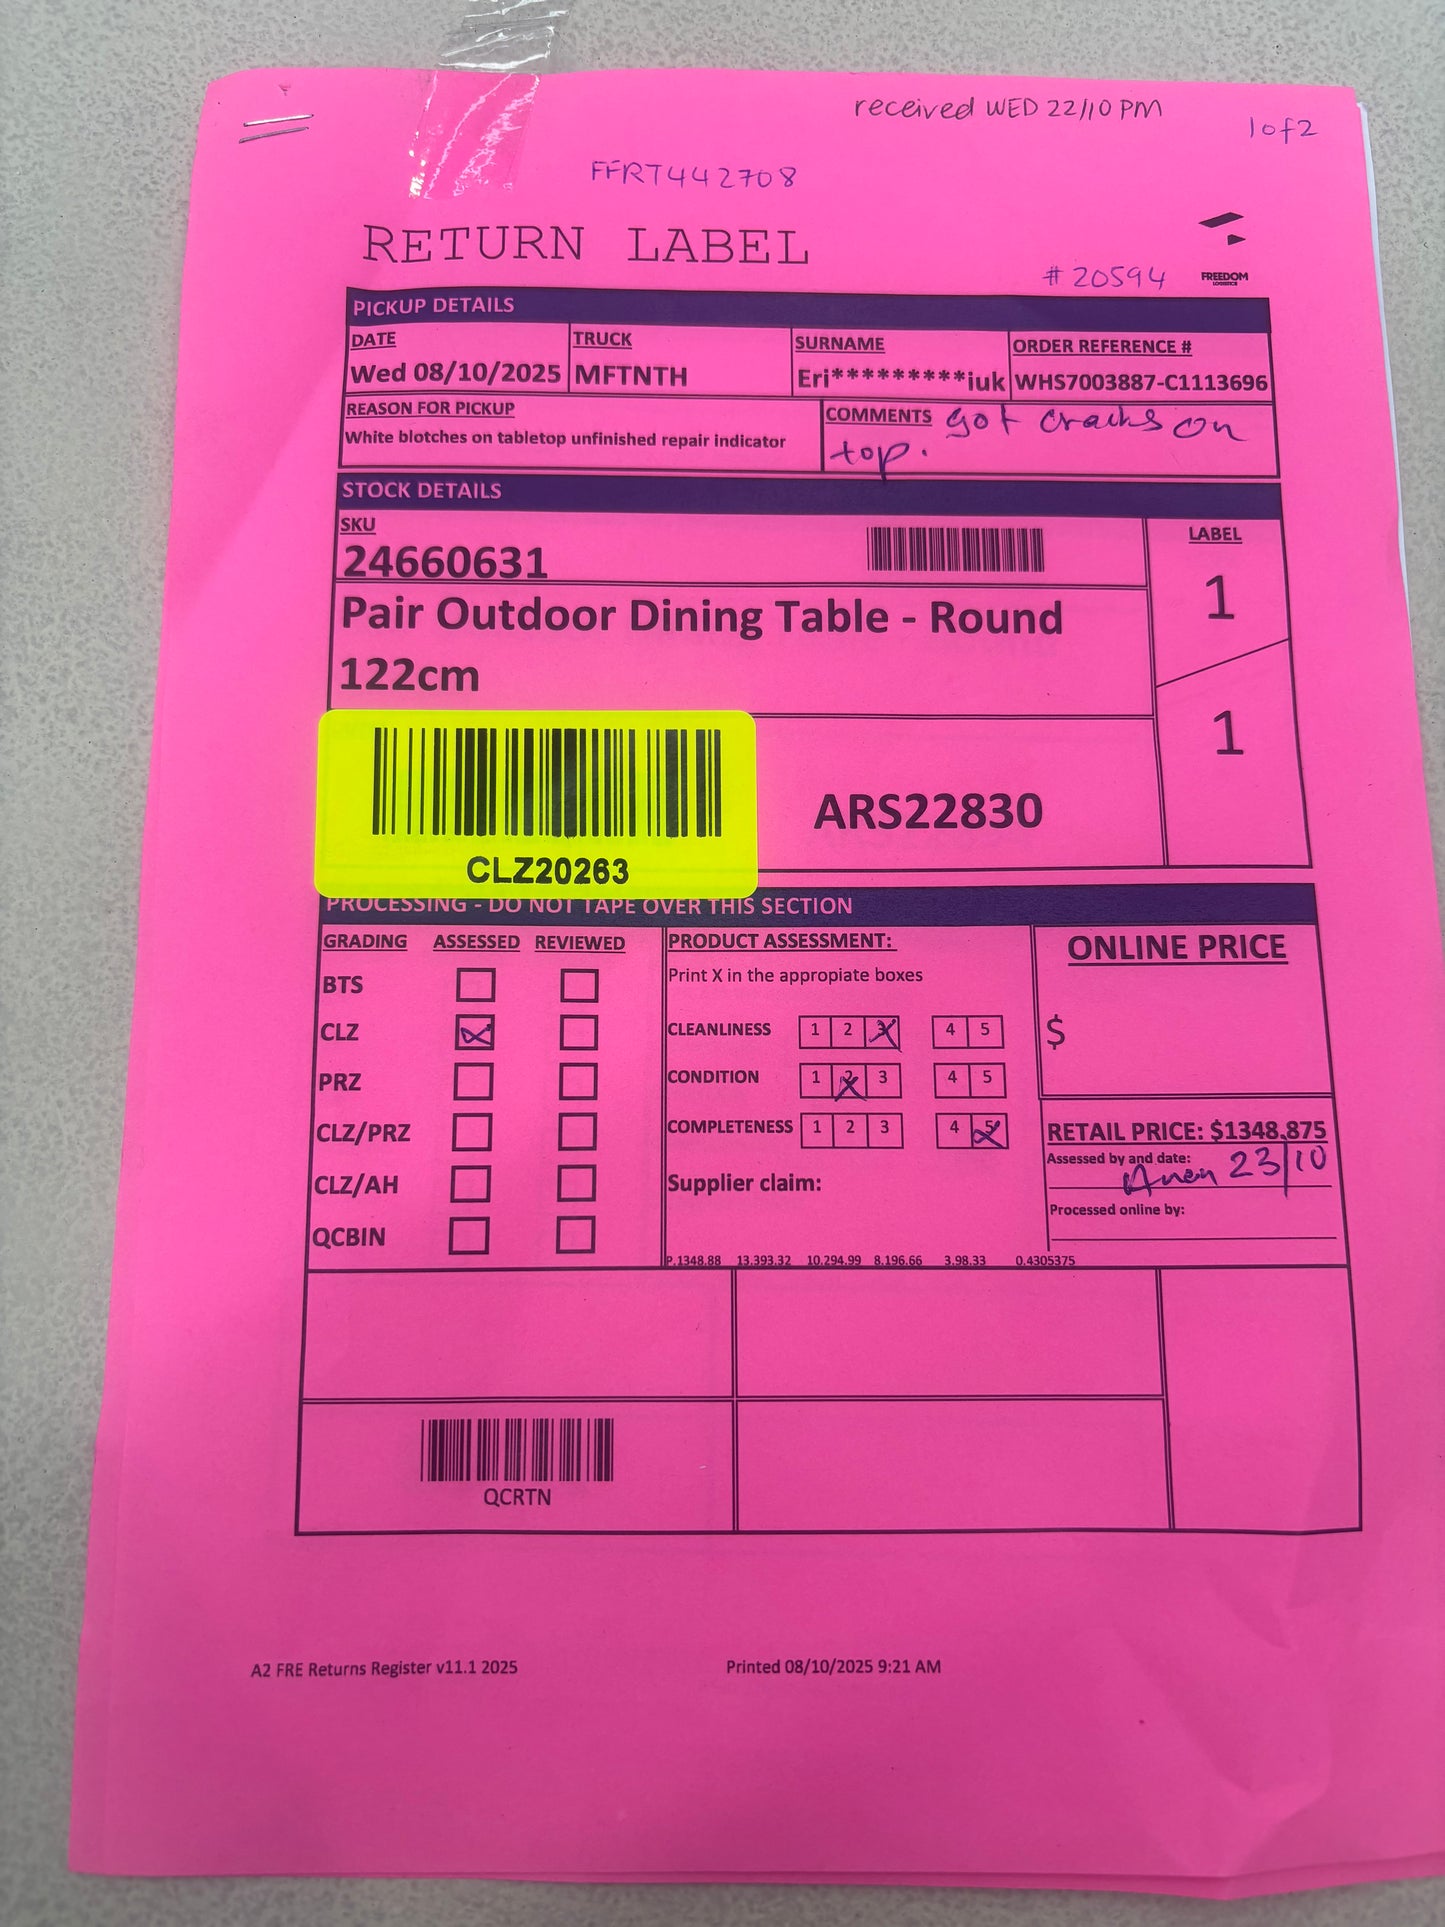 received WED 22/10 PM
1 of 2
FFRT442708
RETURN LABEL
# 20594
FREEDOM
LOGISTICS
PICKUP DETAILS
DATE TRUCK SURNAME ORDER REFERENCE #
Wed 08/10/2025 MFTNTH Eri*********iuk WHS7003887-C1113696
REASON FOR PICKUP
White blotches on tabletop unfinished repair indicator
COMMENTS got cracks on
top.
STOCK DETAILS
SKU
24660631
LABEL
1
Pair Outdoor Dining Table - Round
122cm
1
CLZ20263
ARS22830
PROCESSING - DO NOT TAPE OVER THIS SECTION
GRADING ASSESSED REVIEWED
BTS
CLZ X
PRZ
CLZ/PRZ
CLZ/AH
QCBIN
PRODUCT ASSESSMENT:
Print X in the appropiate boxes
CLEANLINESS 1 2 3 4 5
CONDITION 1 2 3 4 5
COMPLETENESS 1 2 3 4 5
Supplier claim:
P.1348.88 13.393.32 10.294.99 8.196.66 3.98.33 0.4305375
ONLINE PRICE
$
RETAIL PRICE: $1348.875
Assessed by and date:
23/10
Processed online by:
QCRTN
A2 FRE Returns Register v11.1 2025
Printed 08/10/2025 9:21 AM